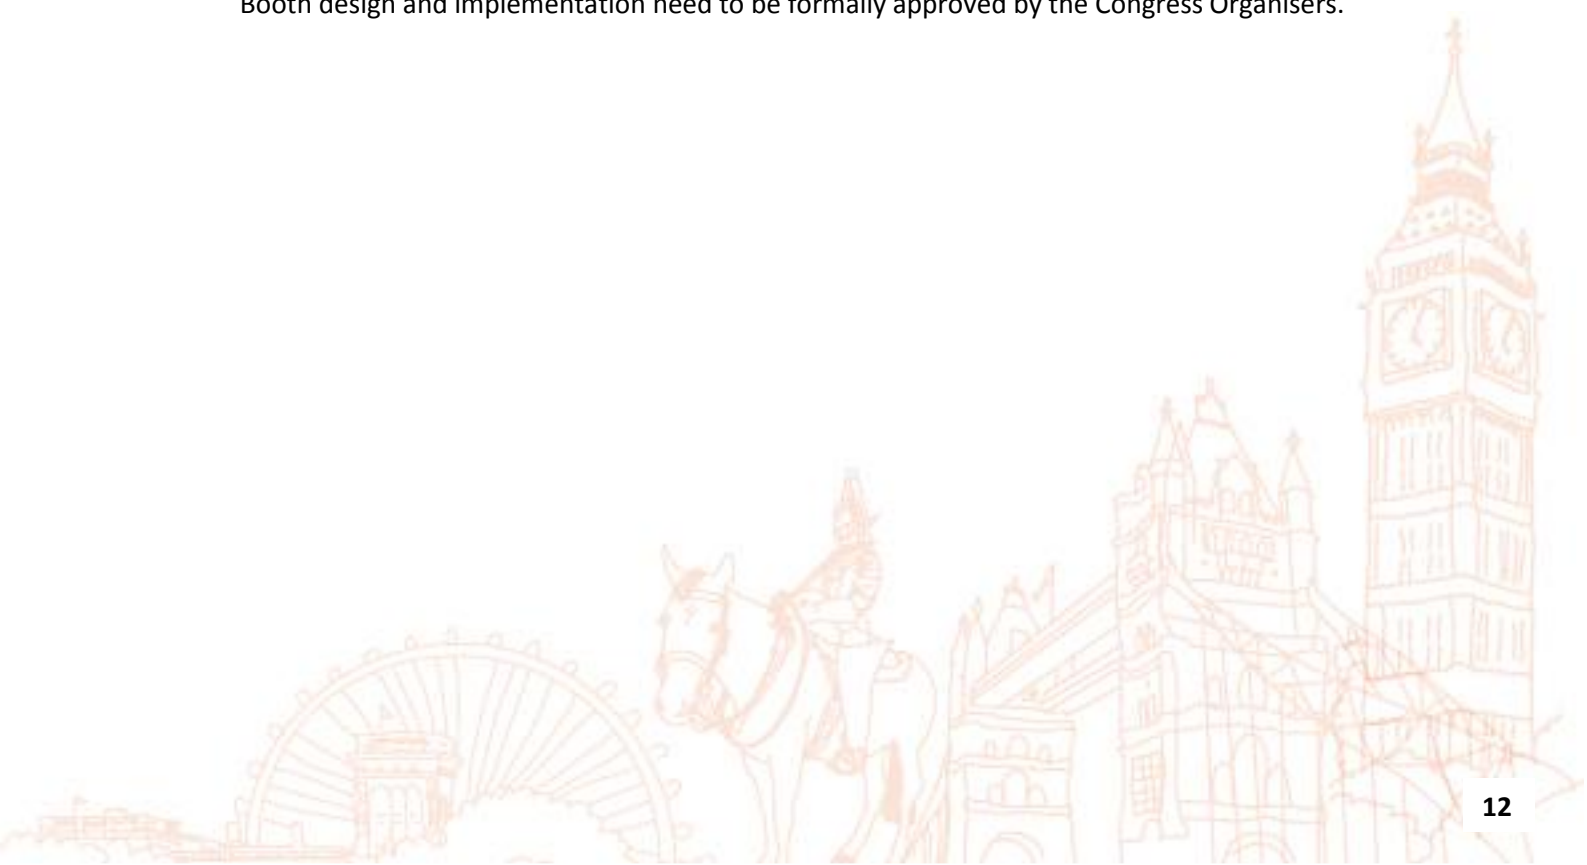 Booth design and implementation need to be formally approved by the Congress Organisers.
12